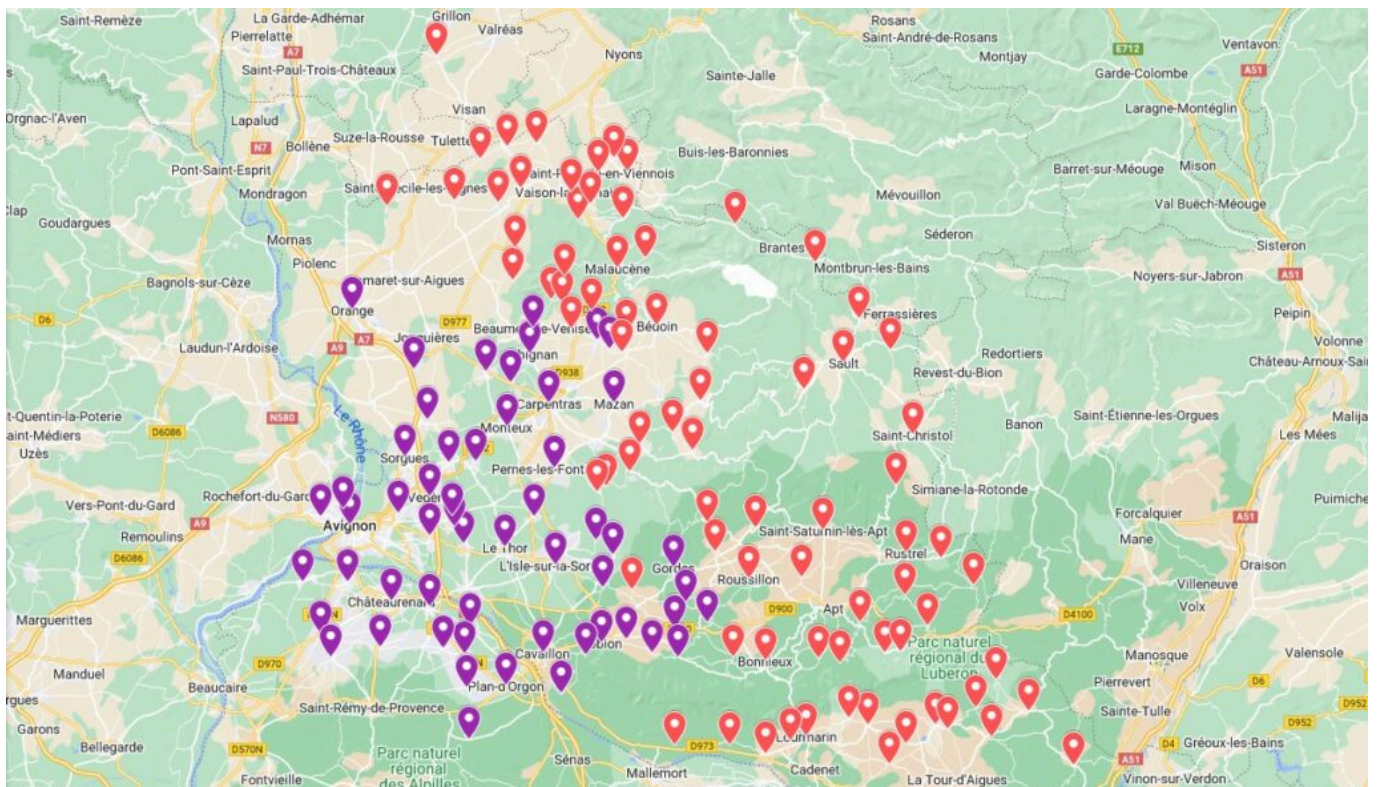 Saint-Remèze
La Garde-Adhémar
Grillon
Rosans
Pierrelatte
Valréas
Saint-André-de-Rosans
A7
Nyons
Montjay
E712
Ventavon
Saint-Paul-Trois-Châteaux
Sainte-Jalle
Garde-Colombe
A51
Orgnac-l'Aven
Lapalud
Visan
Laragne-Montéglin
Suze-la-Rousse
Tulette
N7
Bollène
Buis-les-Baronnies
Pont-Saint-Esprit
Barret-sur-Méouge
Mison
Mondragon
Mévouillon
Val Buëch-Méouge
Goudargues
Mornas
Brantes
Séderon
Sisteron
Piolenc
Malaucène
Montbrun-les-Bains
Bagnols-sur-Cèze
Noyers-sur-Jabron
A51
Orange
Ferrassières
Peipin
D6
D977
Bédoin
A7
Laudun-l'Ardoise
A9
Volonne
Redortiers
Sault
Revest-du-Bion
D938
Carpentras
Mazan
Le Rhône
N580
Saint-Étienne-les-Orgues
D6086
Monteux
Saint-Christol
Banon
Les Mées
Uzès
Sorgues
Pernes-les-Font
Simiane-la-Rotonde
Vers-Pont-du-Gard
Rochefort-du-Gard
Forcalquier
A9
Avignon
Saint-Saturnin-lès-Apt
A51
Remoulins
Mane
D6086
Le Thor
Rustrel
L'Isle-sur-la-Sor
Gordes
Roussillon
Oraison
Villeneuve
Châteaurenard
D900
Apt
D4100
Volx
Marguerittes
Parc naturel
régional du
Luberon
Manosque
Valensole
D970
Cavaillon
Bonnieux
Manduel
Pierrevert
D6
Beaucaire
Plan-d'Orgon
Saint-Rémy-de-Provence
Sainte-Tulle
D952
D952
Garons
Lourmarin
Bellegarde
D570N
D973
D4
Gréoux-les-Bains
Parc naturel
régional
des Alpilles
Sénas
A51
Mallemort
Cadenet
Fontvieille
La Tour-d'Aigues
Vinon-sur-Verdon